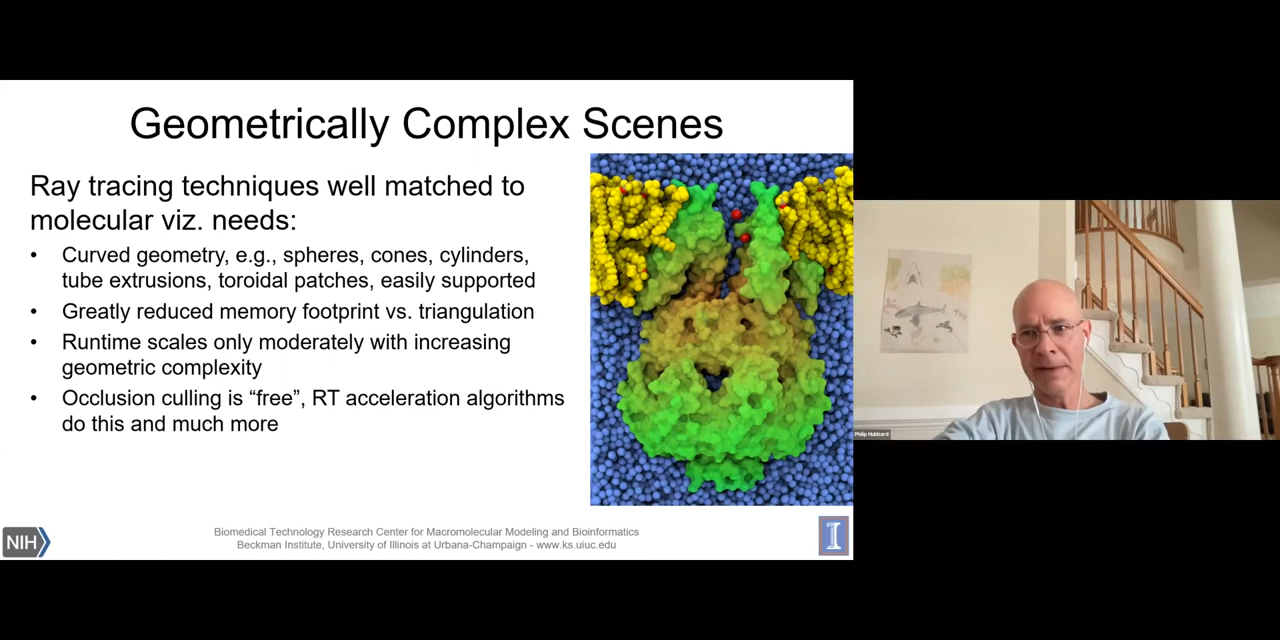 Geometrically Complex Scenes
Ray tracing techniques well matched to
molecular viz. needs:
• Curved geometry, e.g., spheres, cones, cylinders,
tube extrusions, toroidal patches, easily supported
• Greatly reduced memory footprint vs. triangulation
• Runtime scales only moderately with increasing
geometric complexity
• Occlusion culling is “free”, RT acceleration algorithms
do this and much more
NIH
Biomedical Technology Research Center for Macromolecular Modeling and Bioinformatics
Beckman Institute, University of Illinois at Urbana-Champaign - www.ks.uiuc.edu
I
Philip Hubbard